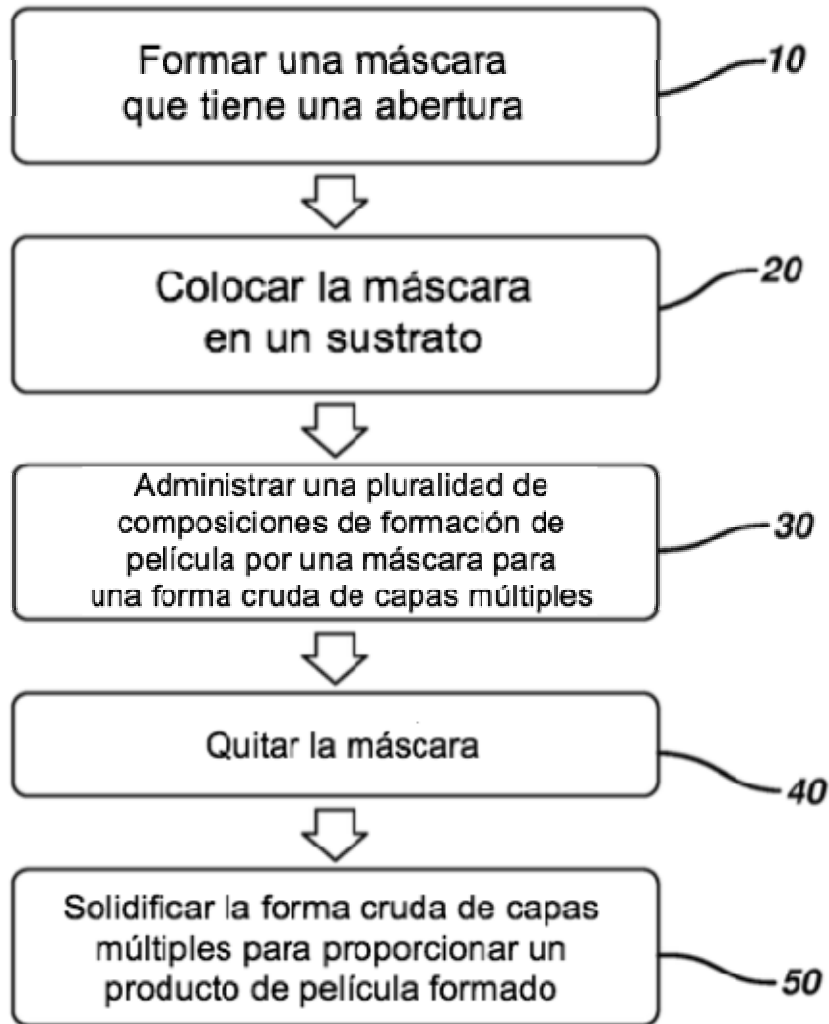 Formar una máscara
que tiene una abertura
10
Colocar la máscara
en un sustrato
20
Administrar una pluralidad de
composiciones de formación de
película por una máscara para
una forma cruda de capas múltiples
30
Quitar la máscara
40
Solidificar la forma cruda de capas
múltiples para proporcionar un
producto de película formado
50